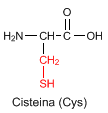 O
H₂N—CH—C—OH
CH₂
SH
Cisteina (Cys)